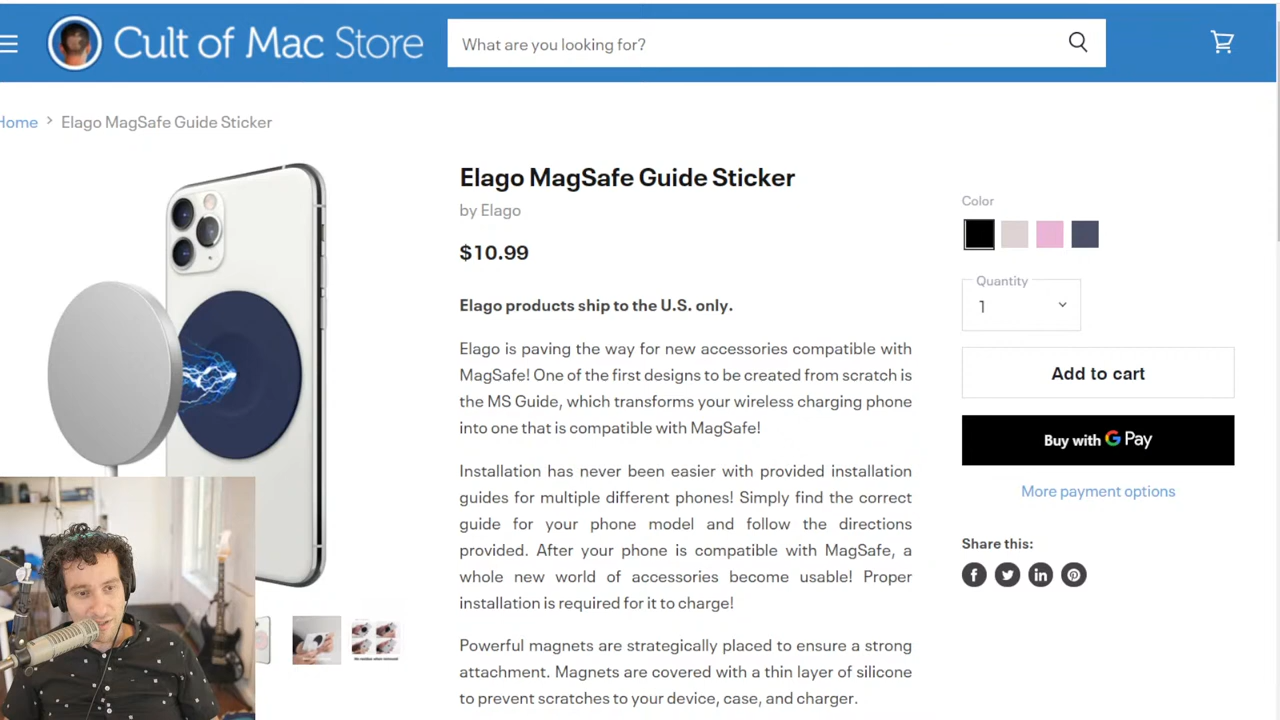 Cult of Mac Store
What are you looking for?
Home > Elago MagSafe Guide Sticker
Elago MagSafe Guide Sticker
by Elago
$10.99
Elago products ship to the U.S. only.
Elago is paving the way for new accessories compatible with
MagSafe! One of the first designs to be created from scratch is
the MS Guide, which transforms your wireless charging phone
into one that is compatible with MagSafe!
Installation has never been easier with provided installation
guides for multiple different phones! Simply find the correct
guide for your phone model and follow the directions
provided. After your phone is compatible with MagSafe, a
whole new world of accessories become usable! Proper
installation is required for it to charge!
Powerful magnets are strategically placed to ensure a strong
attachment. Magnets are covered with a thin layer of silicone
to prevent scratches to your device, case, and charger.
Color
Quantity
1
Add to cart
Buy with G Pay
More payment options
Share this: